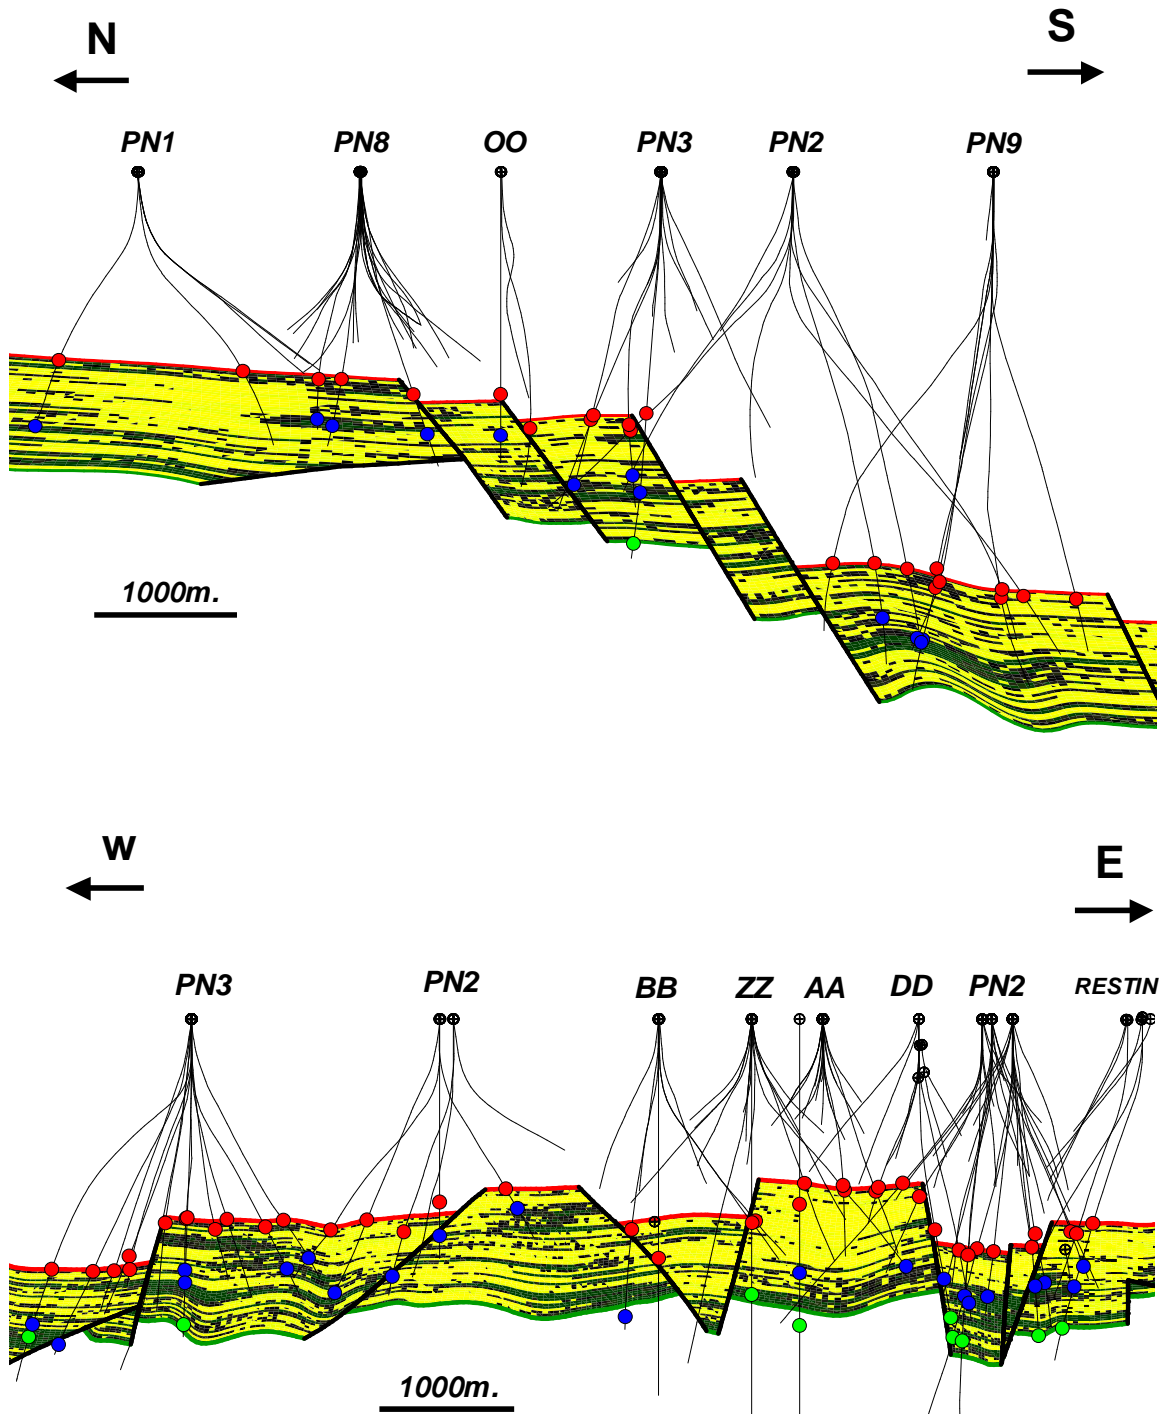 N S
PN1 PN8 OO PN3 PN2 PN9
1000m.
W E
PN3 PN2 BB ZZ AA DD PN2 RESTIN
1000m.